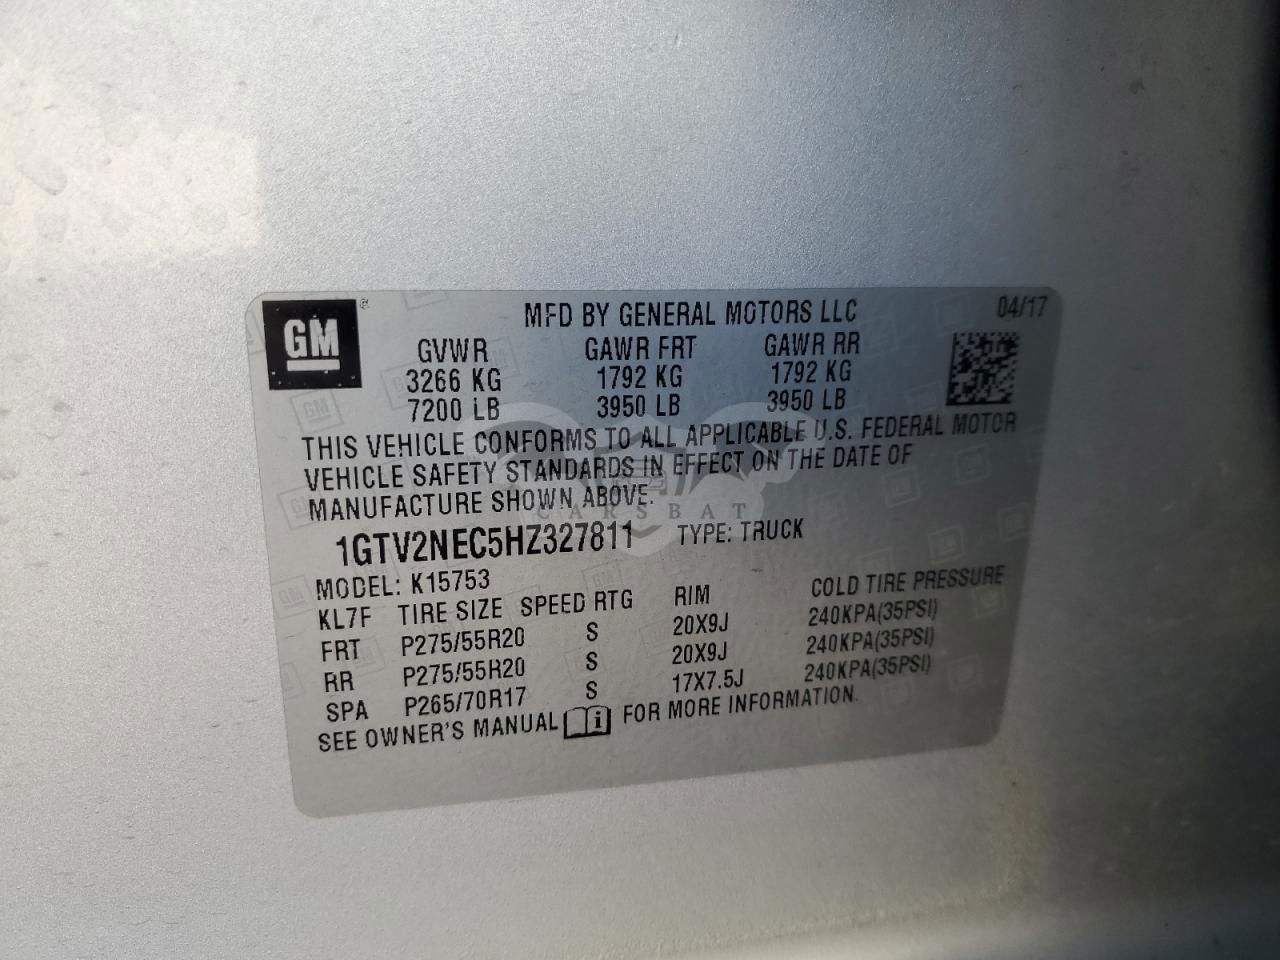 GM
MFD BY GENERAL MOTORS LLC 04/17
GVWR GAWR FRT GAWR RR
3266 KG 1792 KG 1792 KG
7200 LB 3950 LB 3950 LB
THIS VEHICLE CONFORMS TO ALL APPLICABLE U.S. FEDERAL MOTOR
VEHICLE SAFETY STANDARDS IN EFFECT ON THE DATE OF
MANUFACTURE SHOWN ABOVE.
CARSBAT
1GTV2NEC5HZ327811 TYPE: TRUCK
MODEL: K15753
KL7F TIRE SIZE SPEED RTG RIM COLD TIRE PRESSURE
FRT P275/55R20 S 20X9J 240KPA(35PSI)
RR P275/55R20 S 20X9J 240KPA(35PSI)
SPA P265/70R17 S 17X7.5J 240KPA(35PSI)
SEE OWNER'S MANUAL i FOR MORE INFORMATION.